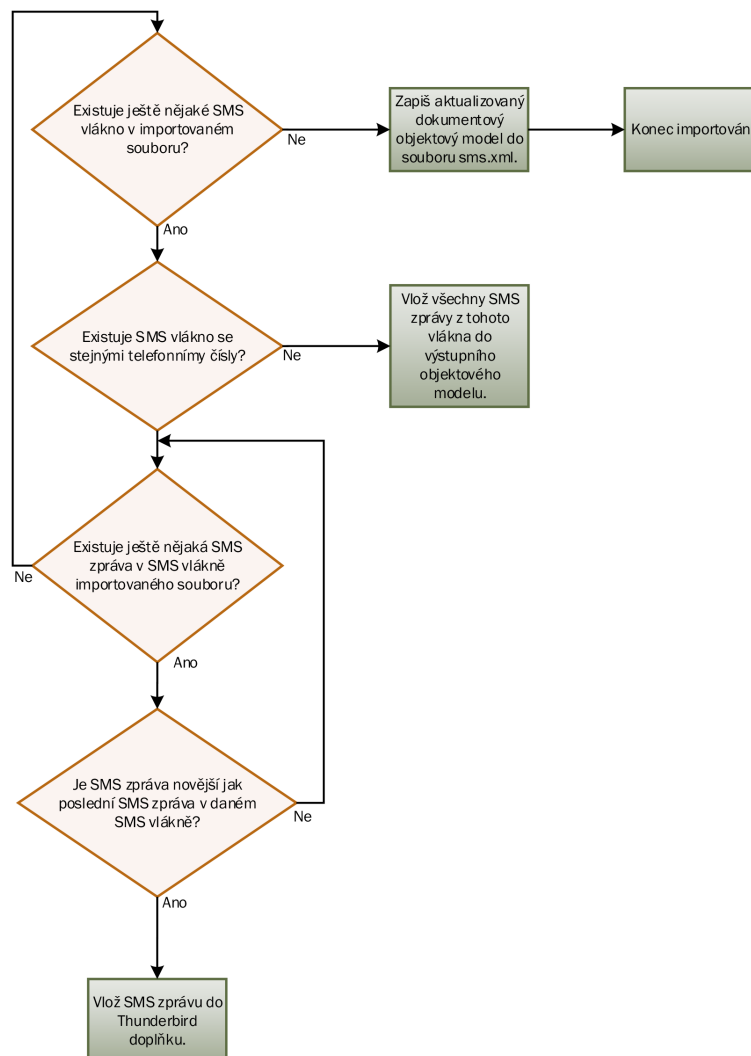 Existuje ještě nějaké SMS
vlákno v importovaném
souboru?
Ne
Zapiš aktualizovaný
dokumentový
objektový model do
souboru sms.xml.
Konec importován
Ano
Existuje SMS vlákno se
stejnými telefonnímy čísly?
Ne
Vlož všechny SMS
zprávy z tohoto
vlákna do
výstupního
objektového
modelu.
Existuje ještě nějaká SMS
zpráva v SMS vlákně
importovaného souboru?
Ne
Ano
Je SMS zpráva novější jak
poslední SMS zpráva v daném
SMS vlákně?
Ne
Ano
Vlož SMS zprávu do
Thunderbird
doplňku.